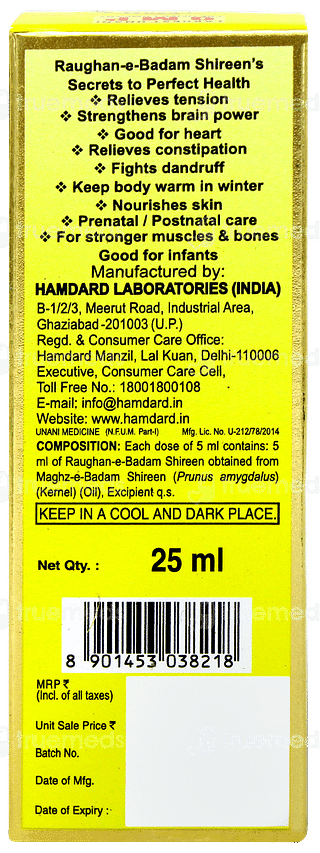 Raughan-e-Badam Shireen's
Secrets to Perfect Health
❖ Relieves tension
❖ Strengthens brain power
❖ Good for heart
❖ Relieves constipation
❖ Fights dandruff
❖ Keep body warm in winter
❖ Nourishes skin
❖ Prenatal / Postnatal care
❖ For stronger muscles & bones
Good for infants
Manufactured by:
HAMDARD LABORATORIES (INDIA)
B-1/2/3, Meerut Road, Industrial Area,
Ghaziabad-201003 (U.P.)
Regd. & Consumer Care Office:
Hamdard Manzil, Lal Kuan, Delhi-110006
Executive, Consumer Care Cell,
Toll Free No.: 18001800108
E-mail: info@hamdard.in
Website: www.hamdard.in
UNANI MEDICINE (N.F.U.M. Part-I) Mfg. Lic. No. U-212/78/2014
COMPOSITION: Each dose of 5 ml contains: 5
ml of Raughan-e-Badam Shireen obtained from
Maghz-e-Badam Shireen (Prunus amygdalus)
(Kernel) (Oil), Excipient q.s.
KEEP IN A COOL AND DARK PLACE.
Net Qty. : 25 ml
8 901453 038218
MRP ₹
(Incl. of all taxes)
Unit Sale Price ₹
Batch No.
Date of Mfg.
Date of Expiry :
truemeds